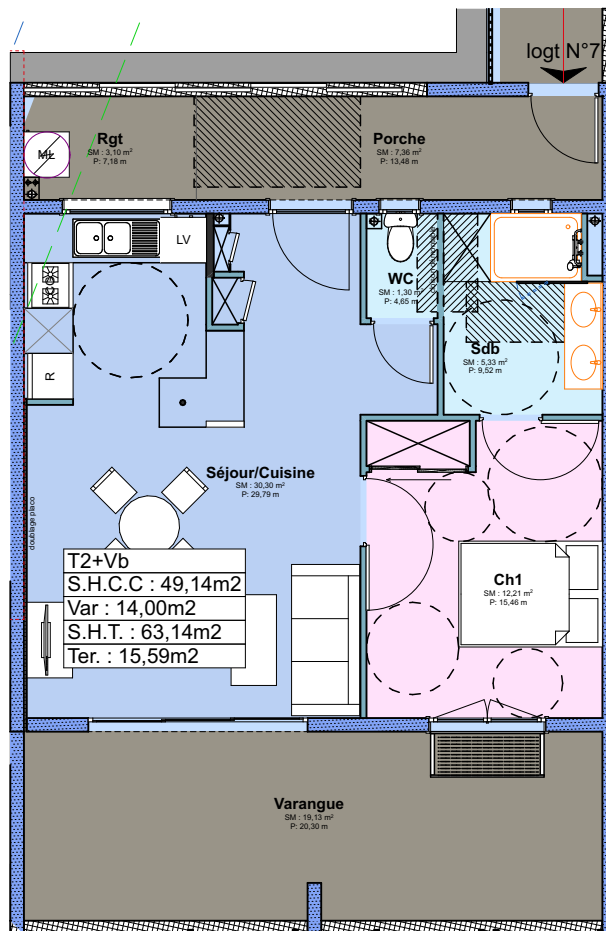 logt N°7
Rgt
SM : 3,10 m²
P: 7,18 m
Porche
SM : 7,36 m²
P: 13,48 m
ML
LV
WC
SM : 1,30 m²
P: 4,65 m
Sdb
SM : 5,33 m²
P: 9,52 m
R
Séjour/Cuisine
SM : 30,30 m²
P: 29,79 m
doublage placo
T2+Vb
S.H.C.C : 49,14m2
Var : 14,00m2
S.H.T. : 63,14m2
Ter. : 15,59m2
Ch1
SM : 12,21 m²
P: 15,46 m
Varangue
SM : 19,13 m²
P: 20,30 m